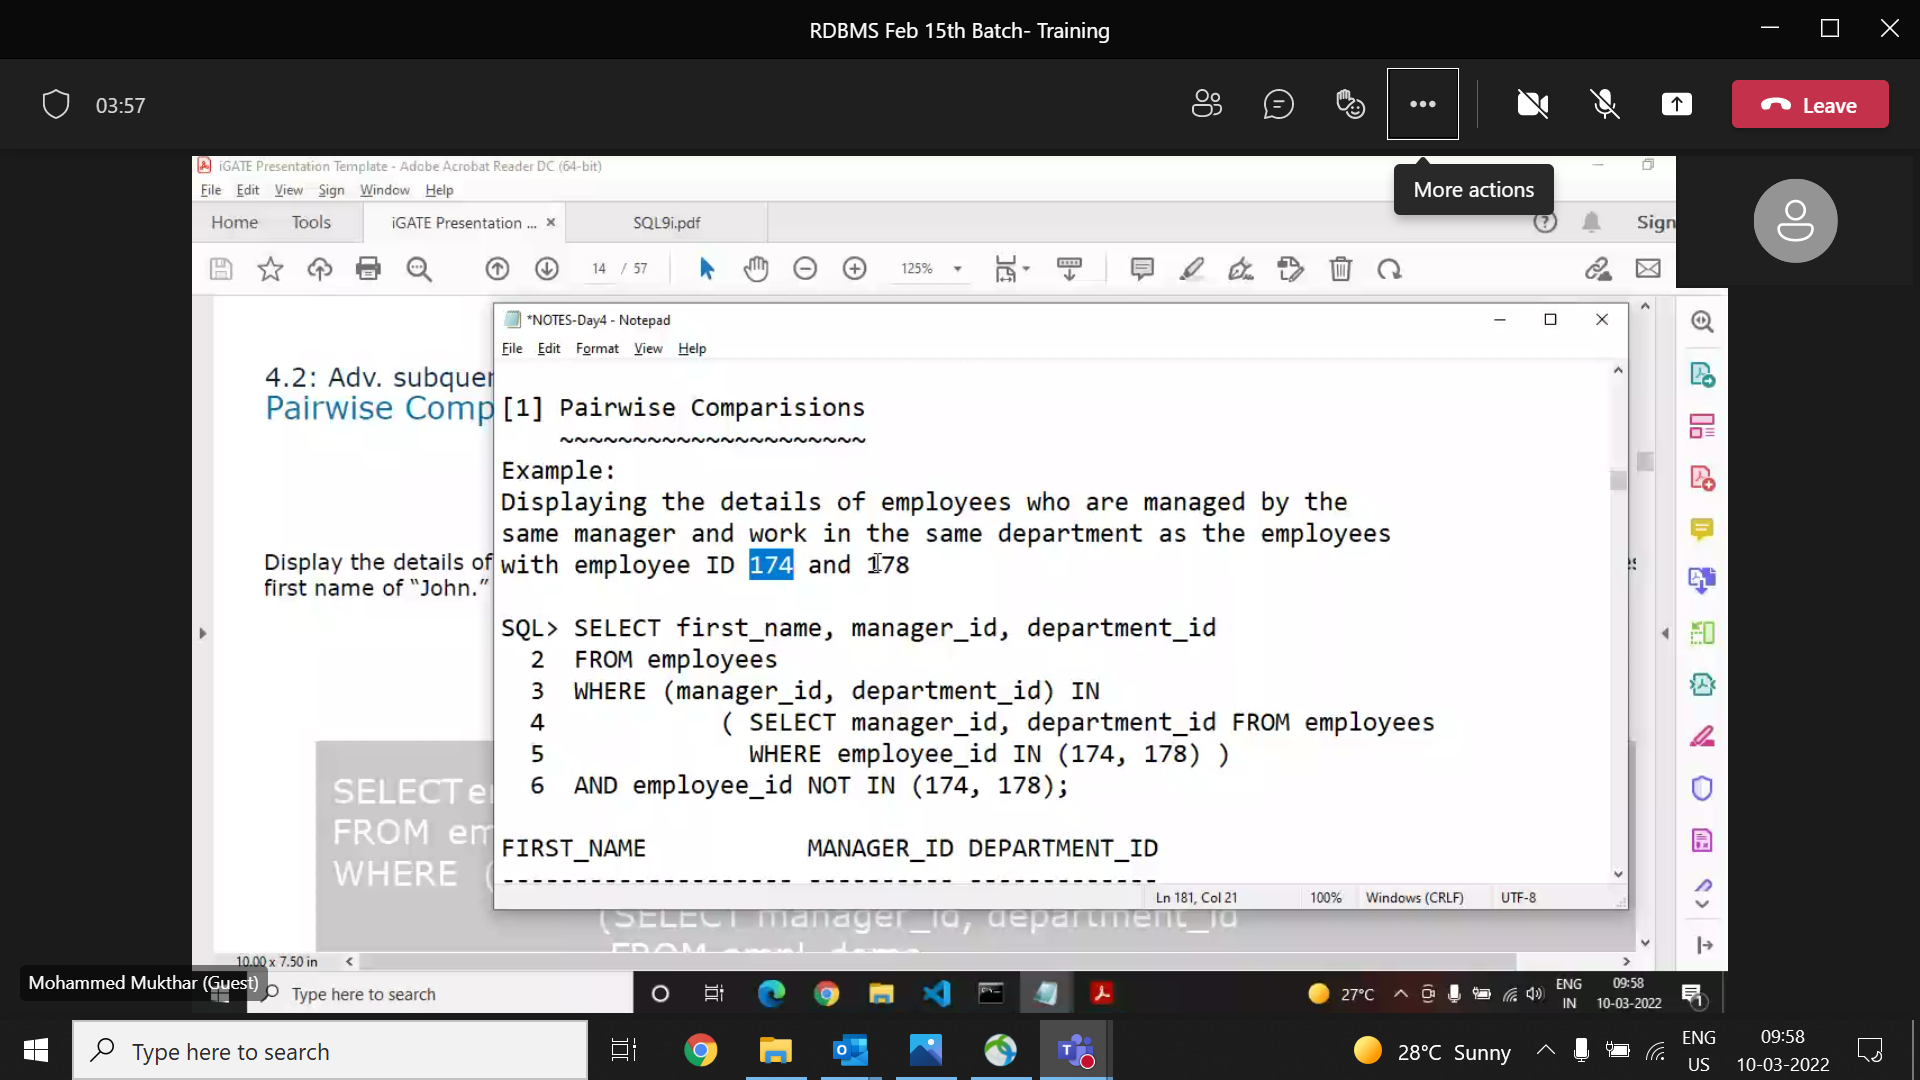 RDBMS Feb 15th Batch- Training
03:57
Leave
More actions
iGATE Presentation Template - Adobe Acrobat Reader DC (64-bit)
File Edit View Sign Window Help
Home Tools iGATE Presentation ... × SQL9i.pdf Sign
14 / 57 125%
*NOTES-Day4 - Notepad
File Edit Format View Help
4.2: Adv. subquer
Pairwise Comp
Display the details of
first name of “John.”
[1] Pairwise Comparisions
~~~~~~~~~~~~~~~~~~~~~
Example:
Displaying the details of employees who are managed by the
same manager and work in the same department as the employees
with employee ID 174 and 178
SQL> SELECT first_name, manager_id, department_id
2 FROM employees
3 WHERE (manager_id, department_id) IN
4 ( SELECT manager_id, department_id FROM employees
5 WHERE employee_id IN (174, 178) )
6 AND employee_id NOT IN (174, 178);
FIRST_NAME MANAGER_ID DEPARTMENT_ID
-------------------- ---------- -------------
Ln 181, Col 21 100% Windows (CRLF) UTF-8
SELECT
FROM em
WHERE (
(SELECT manager_id, department_id
10.00 x 7.50 in
Mohammed Mukthar (Guest)
Type here to search
27°C ENG IN 09:58 10-03-2022 1
Type here to search
28°C Sunny ENG US 09:58 10-03-2022